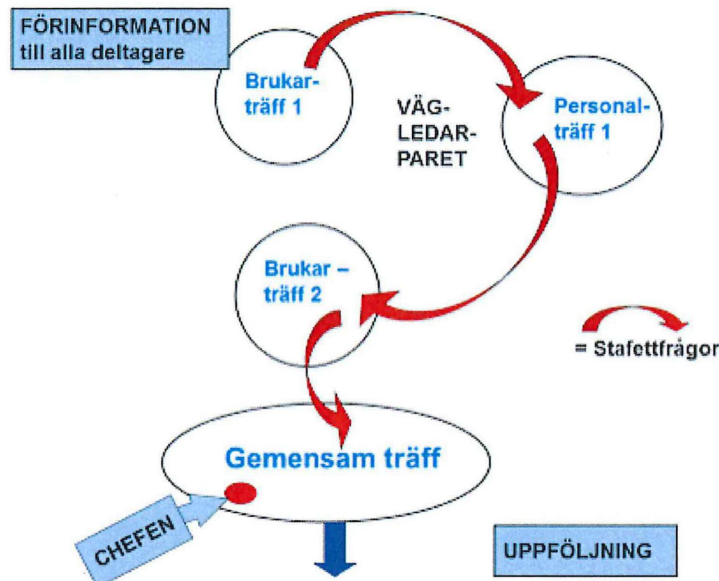 FÖRINFORMATION
till alla deltagare
Brukar-
träff 1
VÄG-
LEDAR-
PARET
Personal-
träff 1
Brukar –
träff 2
= Stafettfrågor
Gemensam träff
CHEFEN
UPPFÖLJNING